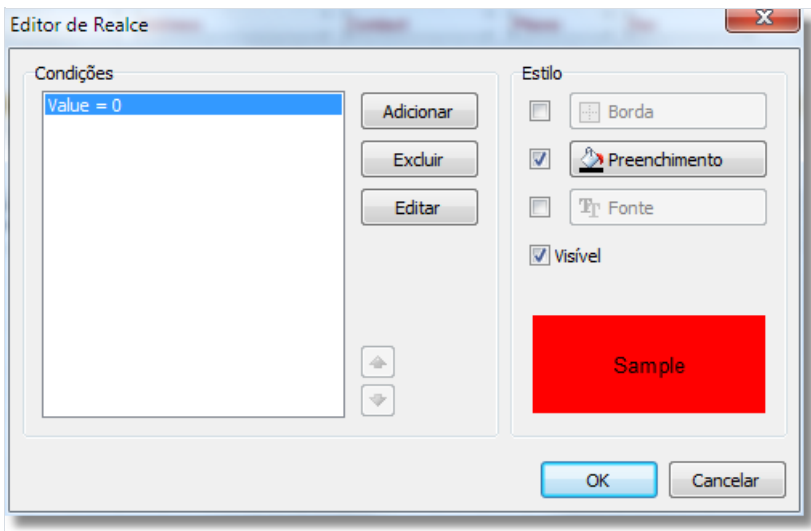 Editor de Realce
Condições
Value = 0
Adicionar
Excluir
Editar
Estilo
Borda
Preenchimento
Fonte
Visível
Sample
OK
Cancelar